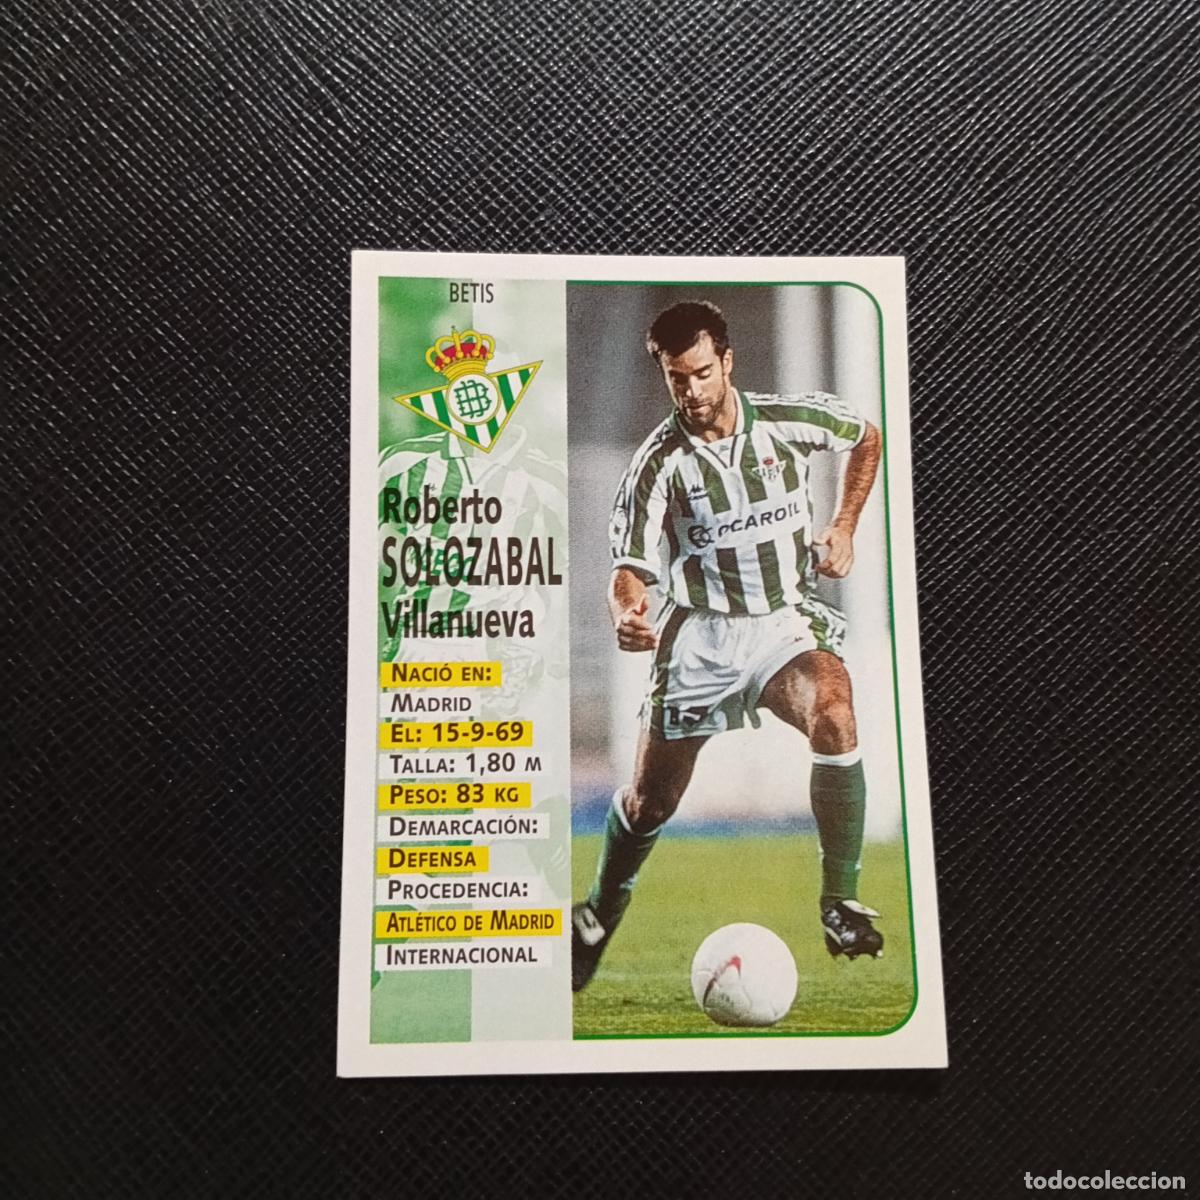 BETIS
Roberto
SOLOZABAL
Villanueva
NACIÓ EN:
MADRID
EL: 15-9-69
TALLA: 1,80 M
PESO: 83 KG
DEMARCACIÓN:
DEFENSA
PROCEDENCIA:
ATLÉTICO DE MADRID
INTERNACIONAL
Kappa
todocoleccion